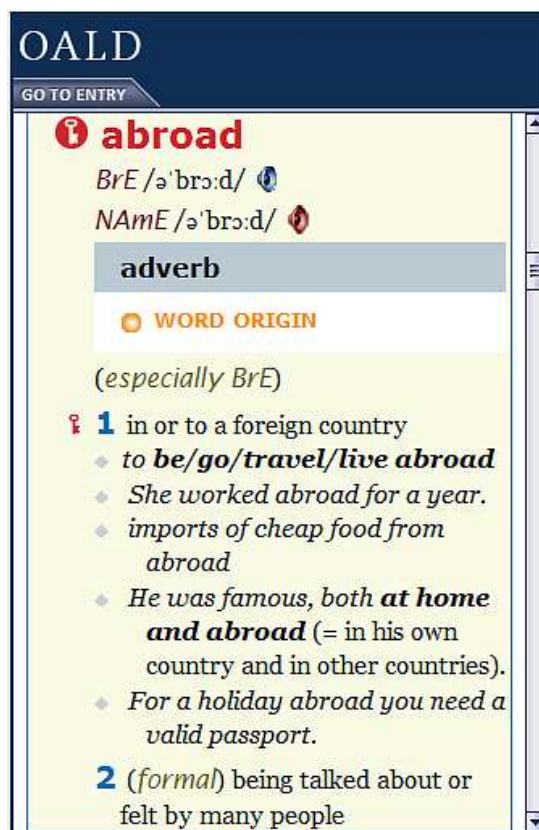 OALD
GO TO ENTRY
abroad
BrE /əˈbrɔːd/
NAmE /əˈbrɔːd/
adverb
WORD ORIGIN
(especially BrE)
1 in or to a foreign country
to be/go/travel/live abroad
She worked abroad for a year.
imports of cheap food from
abroad
He was famous, both at home
and abroad (= in his own
country and in other countries).
For a holiday abroad you need a
valid passport.
2 (formal) being talked about or
felt by many people